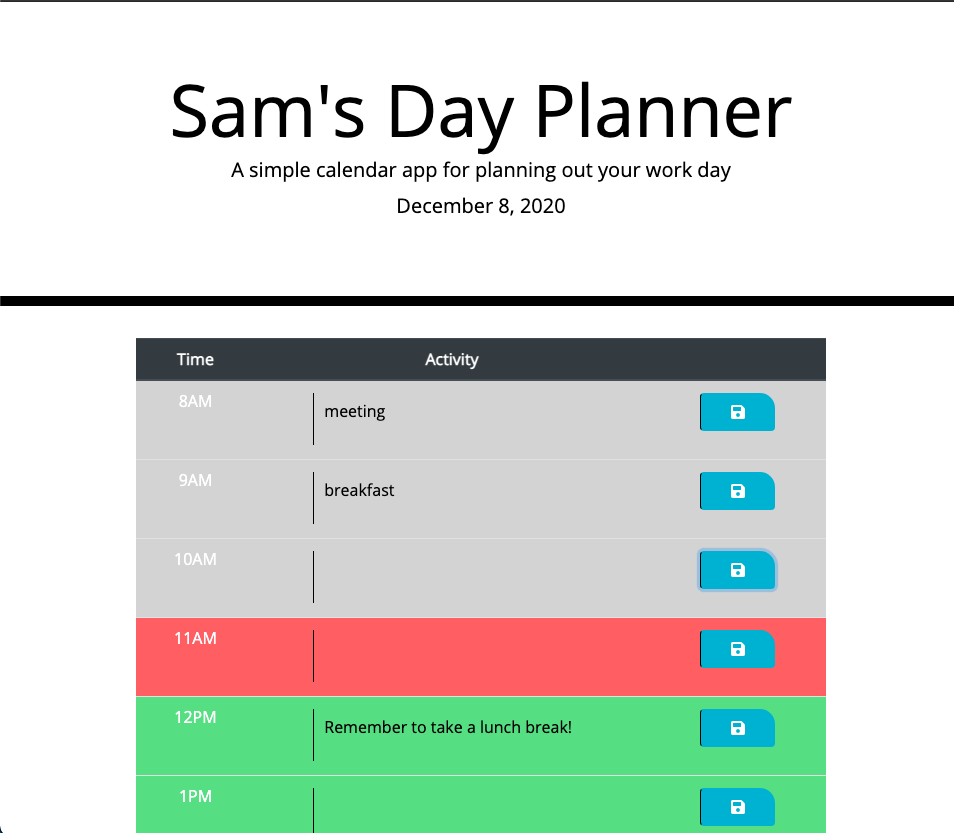 Sam's Day Planner
A simple calendar app for planning out your work day
December 8, 2020
Time Activity
8AM meeting
9AM breakfast
10AM
11AM
12PM Remember to take a lunch break!
1PM